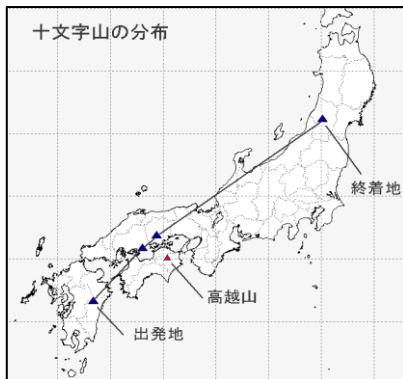 十文字山の分布
終着地
高越山
出発地